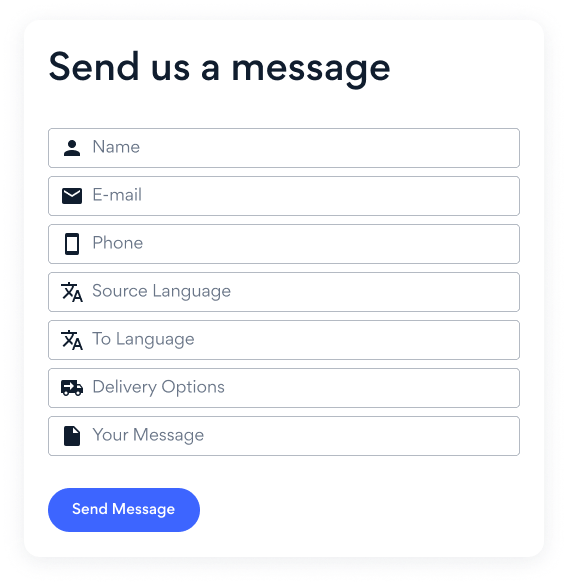 Send us a message
Name
E-mail
Phone
Source Language
To Language
Delivery Options
Your Message
Send Message